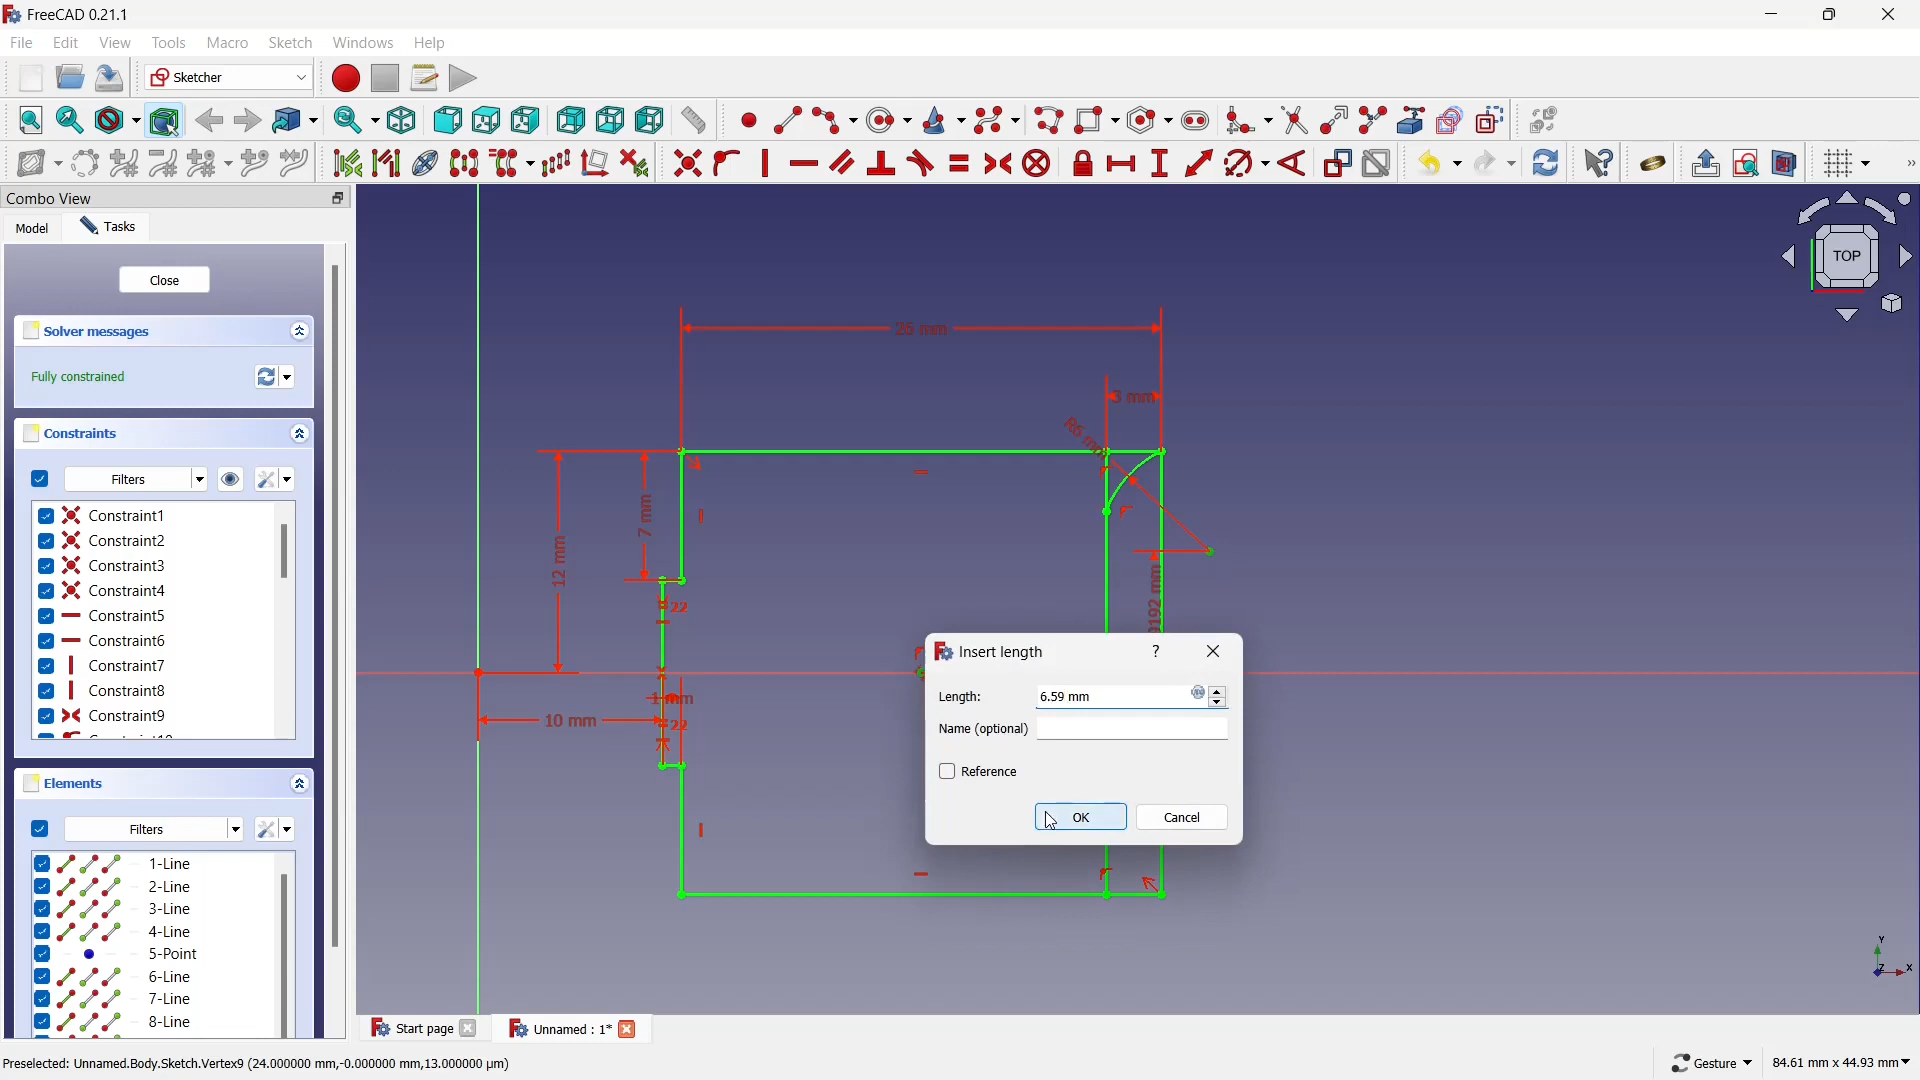 FreeCAD 0.21.1
File Edit View Tools Macro Sketch Windows Help
Sketcher
Combo View
Model Tasks
Close
Solver messages
Fully constrained
Constraints
Filters
Constraint1
Constraint2
Constraint3
Constraint4
Constraint5
Constraint6
Constraint7
Constraint8
Constraint9
Elements
Filters
1-Line
2-Line
3-Line
4-Line
5-Point
6-Line
7-Line
8-Line
TOP
26 mm
3 mm
7 mm
12 mm
22
1 mm
10 mm
22
Insert length ?
Length: 6.59 mm
Name (optional)
Reference
OK Cancel
Y
Z X
Start page Unnamed : 1*
Preselected: Unnamed.Body.Sketch.Vertex9 (24.000000 mm,-0.000000 mm,13.000000 µm) Gesture 84.61 mm x 44.93 mm